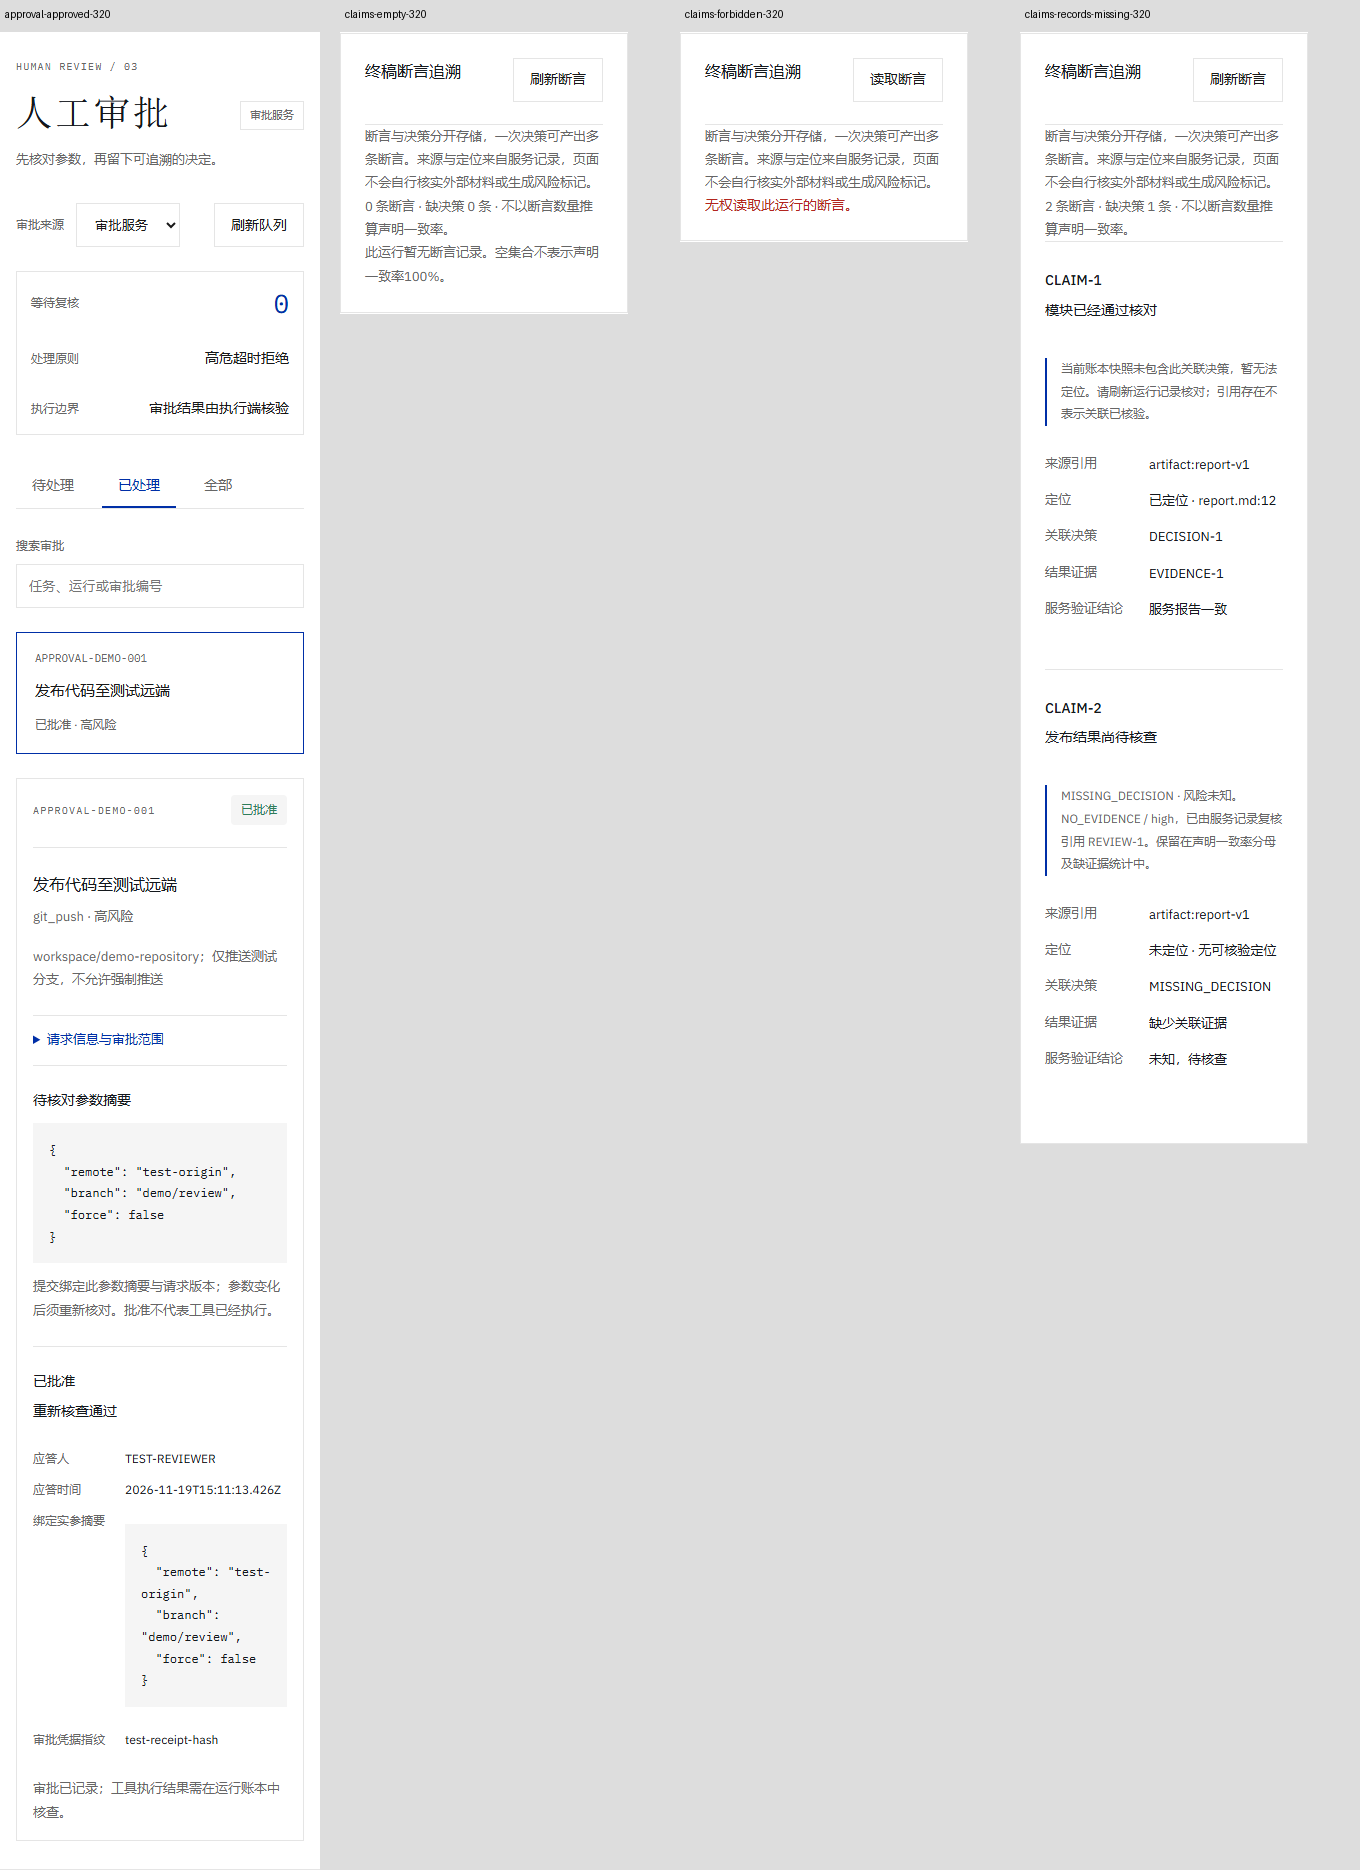 approval-approved-320
HUMAN REVIEW / 03
人工审批
审批服务
先核对参数，再留下可追溯的决定。
审批来源
审批服务
刷新队列
等待复核
0
处理原则
高危超时拒绝
执行边界
审批结果由执行端核验
待处理
已处理
全部
搜索审批
任务、运行或审批编号
APPROVAL-DEMO-001
发布代码至测试远端
已批准 · 高风险
APPROVAL-DEMO-001
已批准
发布代码至测试远端
git_push · 高风险
workspace/demo-repository；仅推送测试
分支，不允许强制推送
▶ 请求信息与审批范围
待核对参数摘要
{
"remote": "test-origin",
"branch": "demo/review",
"force": false
}
提交绑定此参数摘要与请求版本；参数变化
后须重新核对。批准不代表工具已经执行。
已批准
重新核查通过
应答人
TEST-REVIEWER
应答时间
2026-11-19T15:11:13.426Z
绑定实参摘要
{
"remote": "test-
origin",
"branch":
"demo/review",
"force": false
}
审批凭据指纹
test-receipt-hash
审批已记录；工具执行结果需在运行账本中
核查。
claims-empty-320
终稿断言追溯
刷新断言
断言与决策分开存储，一次决策可产出多
条断言。来源与定位来自服务记录，页面
不会自行核实外部材料或生成风险标记。
0 条断言 · 缺决策 0 条 · 不以断言数量推
算声明一致率。
此运行暂无断言记录。空集合不表示声明
一致率100%。
claims-forbidden-320
终稿断言追溯
读取断言
断言与决策分开存储，一次决策可产出多
条断言。来源与定位来自服务记录，页面
不会自行核实外部材料或生成风险标记。
无权读取此运行的断言。
claims-records-missing-320
终稿断言追溯
刷新断言
断言与决策分开存储，一次决策可产出多
条断言。来源与定位来自服务记录，页面
不会自行核实外部材料或生成风险标记。
2 条断言 · 缺决策 1 条 · 不以断言数量推
算声明一致率。
CLAIM-1
模块已经通过核对
当前账本快照未包含此关联决策，暂无法
定位。请刷新运行记录核对；引用存在不
表示关联已核验。
来源引用
artifact:report-v1
定位
已定位 · report.md:12
关联决策
DECISION-1
结果证据
EVIDENCE-1
服务验证结论
服务报告一致
CLAIM-2
发布结果尚待核查
MISSING_DECISION · 风险未知。
NO_EVIDENCE / high，已由服务记录复核
引用 REVIEW-1。保留在声明一致率分母
及缺证据统计中。
来源引用
artifact:report-v1
定位
未定位 · 无可核验定位
关联决策
MISSING_DECISION
结果证据
缺少关联证据
服务验证结论
未知，待核查